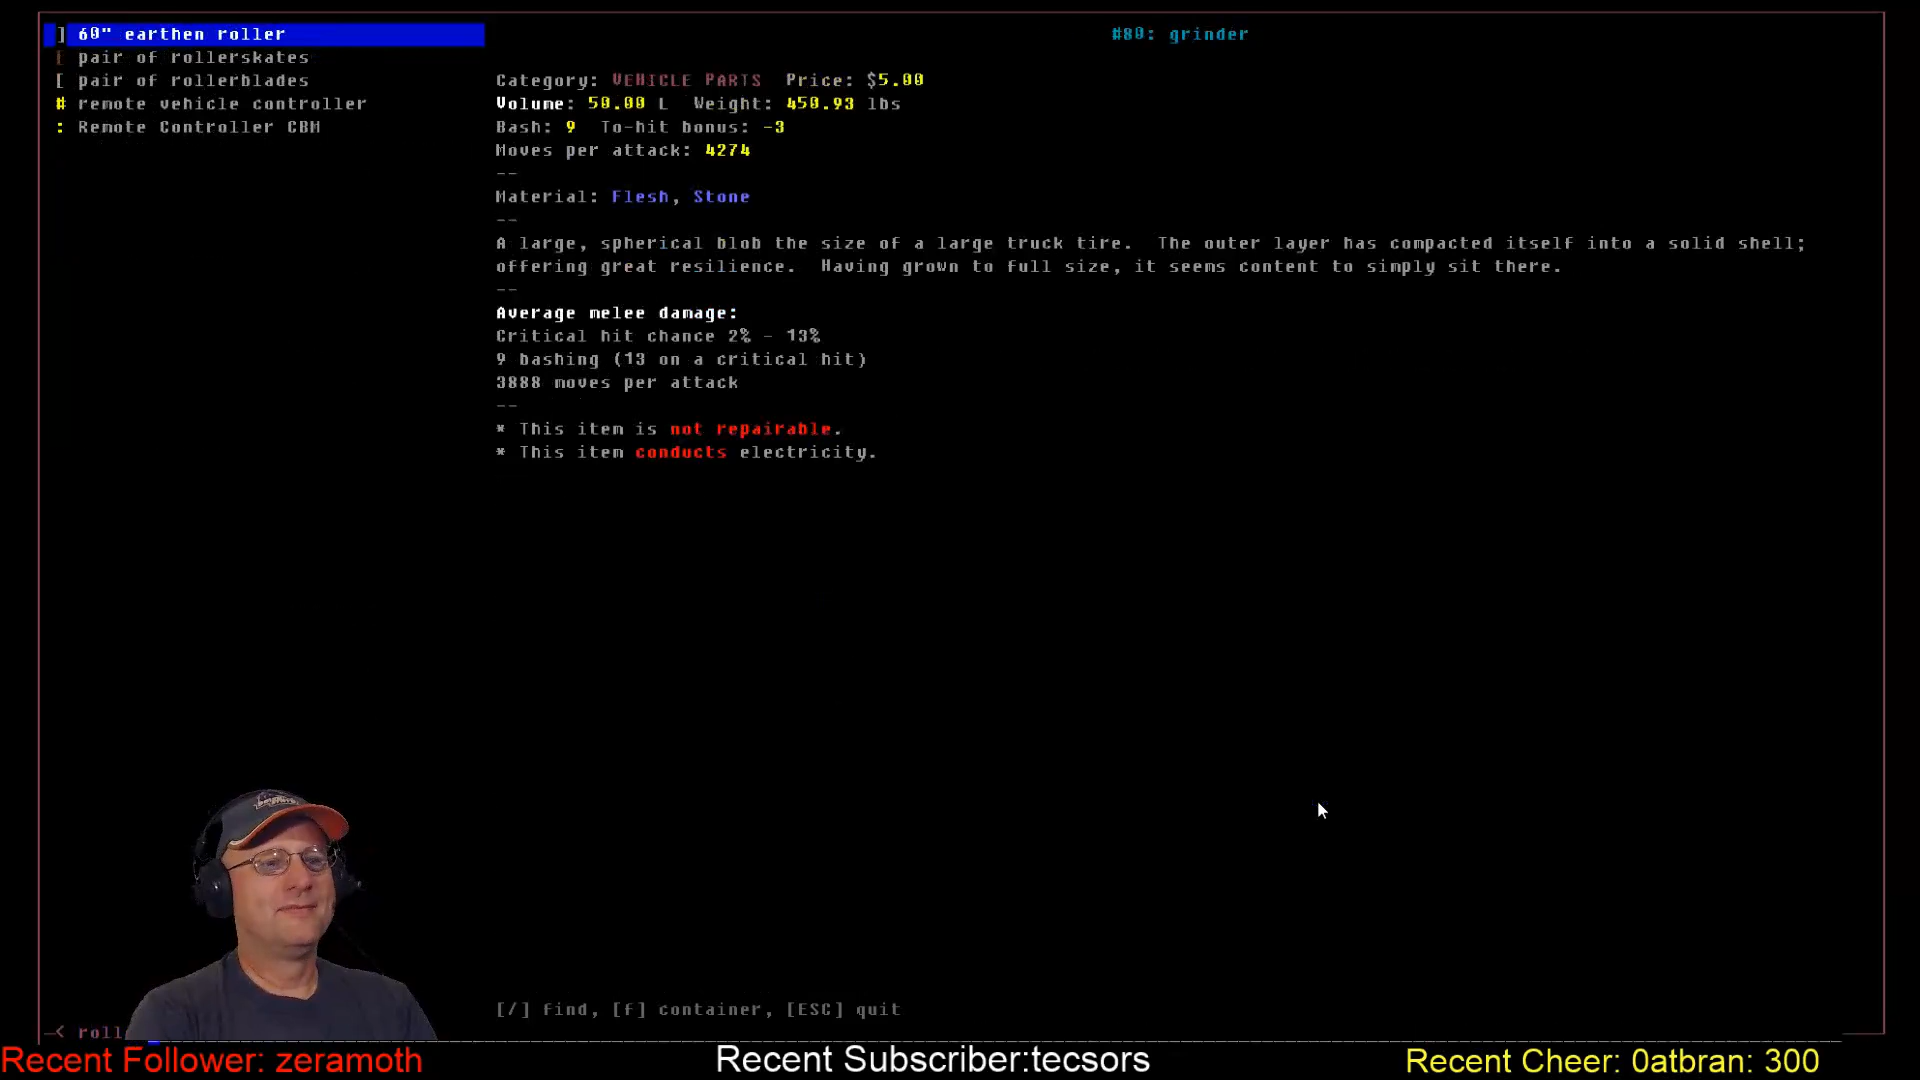 ] 60" earthen roller
[ pair of rollerskates
[ pair of rollerblades
# remote vehicle controller
: Remote Controller CBM
#80: grinder
Category: VEHICLE PARTS Price: $5.00
Volume: 50.00 L Weight: 450.93 lbs
Bash: 9 To-hit bonus: -3
Moves per attack: 4274
--
Material: Flesh, Stone
--
A large, spherical blob the size of a large truck tire. The outer layer has compacted itself into a solid shell;
offering great resilience. Having grown to full size, it seems content to simply sit there.
--
Average melee damage:
Critical hit chance 2% - 13%
9 bashing (13 on a critical hit)
3888 moves per attack
--
* This item is not repairable.
* This item conducts electricity.
[/] find, [f] container, [ESC] quit
< roll
Recent Follower: zeramoth
Recent Subscriber:tecsors
Recent Cheer: 0atbran: 300